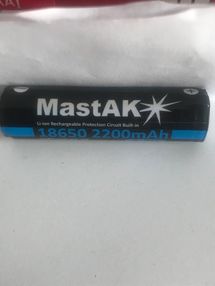 MastAK
Li-ion Rechargeable Protection Circuit Built in
18650 2200mAh